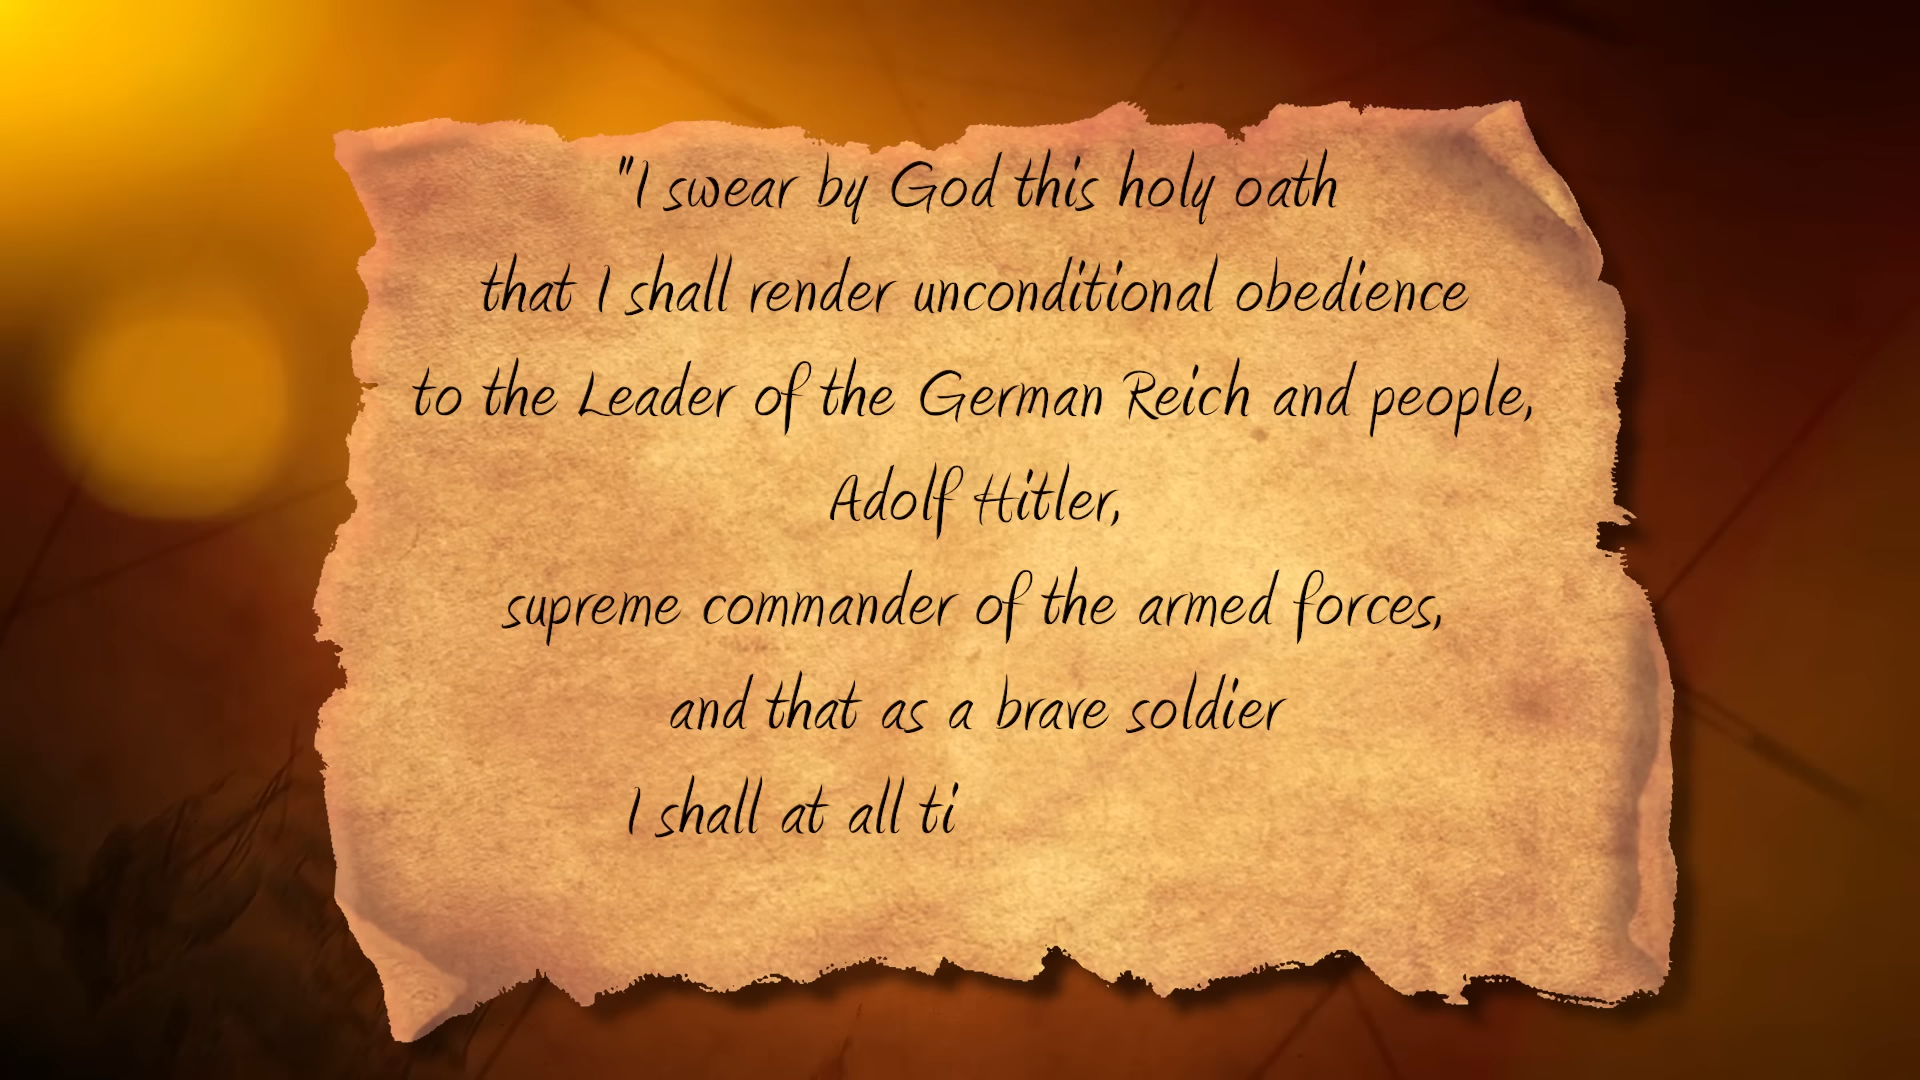 "I swear by God this holy oath
that I shall render unconditional obedience
to the Leader of the German Reich and people,
Adolf Hitler,
supreme commander of the armed forces,
and that as a brave soldier
I shall at all ti